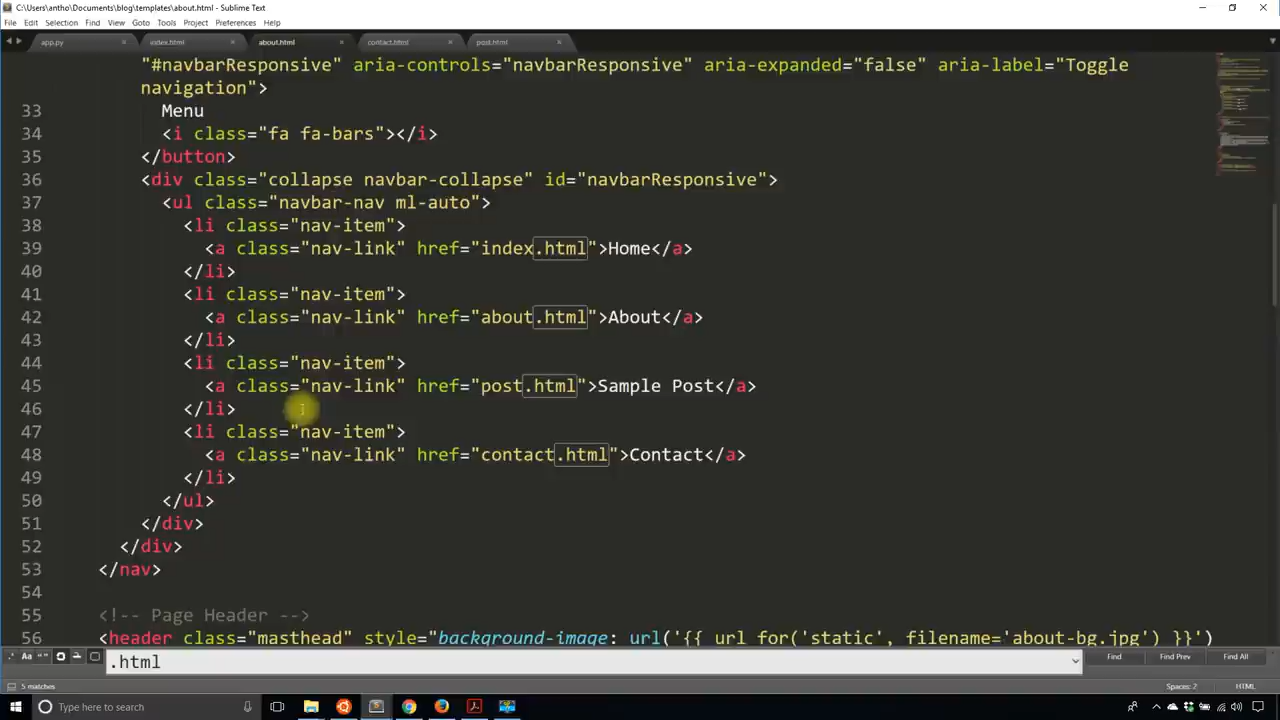 C:\Users\antho\Documents\blog\templates\about.html - Sublime Text
File Edit Selection Find View Goto Tools Project Preferences Help
app.py × index.html × about.html × contact.html × post.html ×
"#navbarResponsive" aria-controls="navbarResponsive" aria-expanded="false" aria-label="Toggle
navigation">
33 Menu
34 <i class="fa fa-bars"></i>
35 </button>
36 <div class="collapse navbar-collapse" id="navbarResponsive">
37 <ul class="navbar-nav ml-auto">
38 <li class="nav-item">
39 <a class="nav-link" href="index.html">Home</a>
40 </li>
41 <li class="nav-item">
42 <a class="nav-link" href="about.html">About</a>
43 </li>
44 <li class="nav-item">
45 <a class="nav-link" href="post.html">Sample Post</a>
46 </li>
47 <li class="nav-item">
48 <a class="nav-link" href="contact.html">Contact</a>
49 </li>
50 </ul>
51 </div>
52 </div>
53 </nav>
54
55 <!-- Page Header -->
56 <header class="masthead" style="background-image: url('{{ url_for('static', filename='about-bg.jpg') }}')
.* Aa "" .html Find Find Prev Find All
5 matches Spaces: 2 HTML
Type here to search 1:06 PM